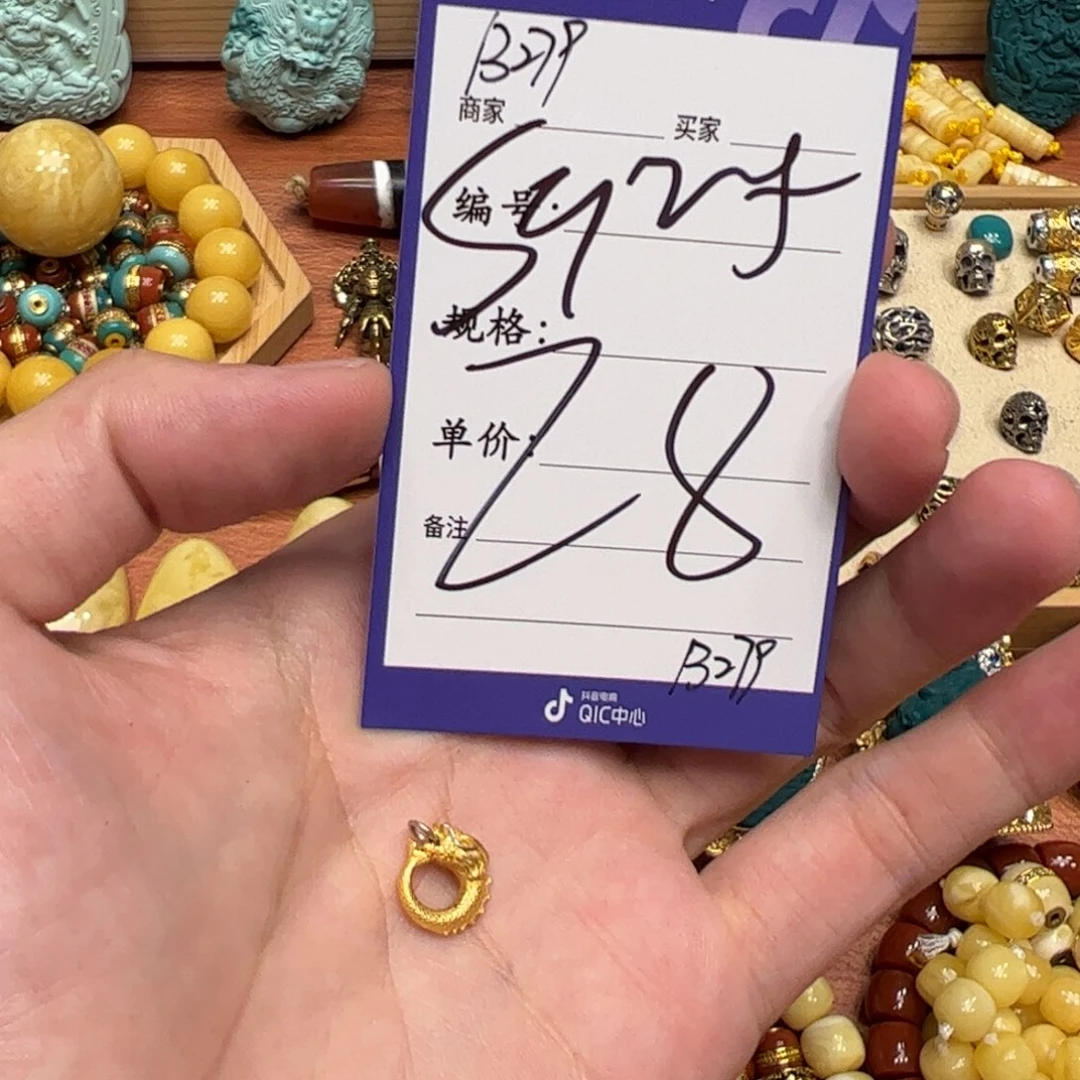 B279
商家 买家
编号:
规格:
单价:
28
备注
B279
抖音电商
QIC中心